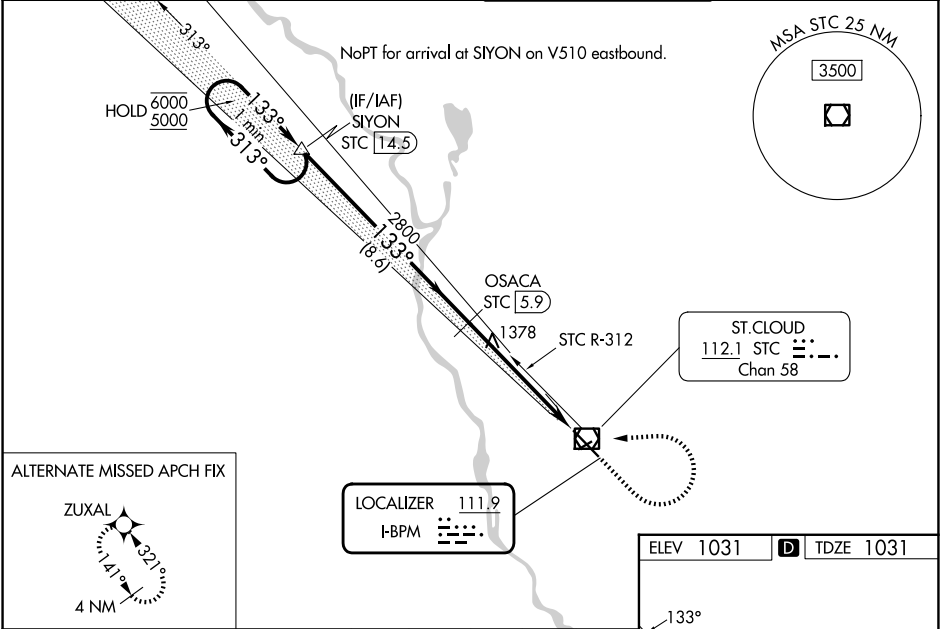 313°
NoPT for arrival at SIYON on V510 eastbound.
MSA STC 25 NM
3500
HOLD 6000
5000
133°
1 min
313°
(IF/IAF)
SIYON
STC 14.5
2800
133°
(8.6)
OSACA
STC 5.9
1378
STC R-312
ST.CLOUD
112.1 STC
Chan 58
ALTERNATE MISSED APCH FIX
ZUXAL
141°
321°
4 NM
LOCALIZER 111.9
I-BPM
ELEV 1031 D TDZE 1031
133°